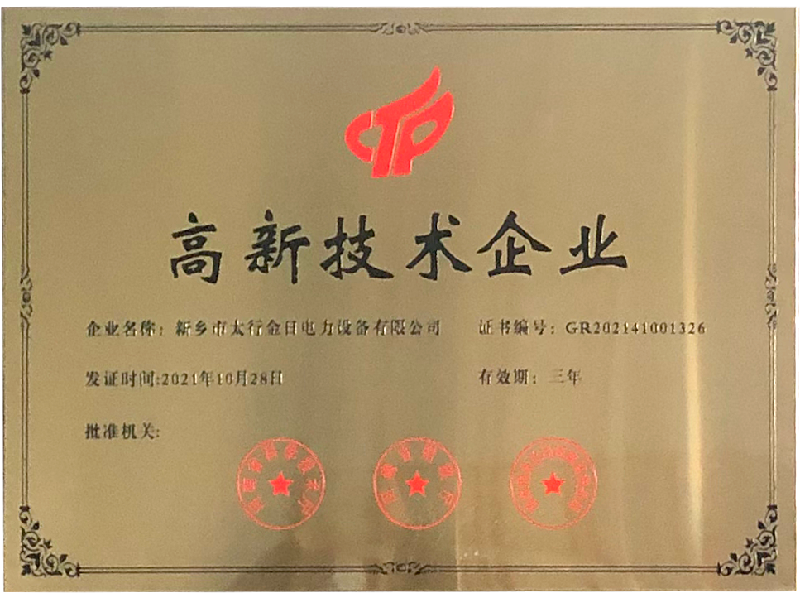 高新技术企业
企业名称：新乡市太行金日电力设备有限公司 证书编号：GR202141001326
发证时间:2021年10月28日 有效期：三年
批准机关: